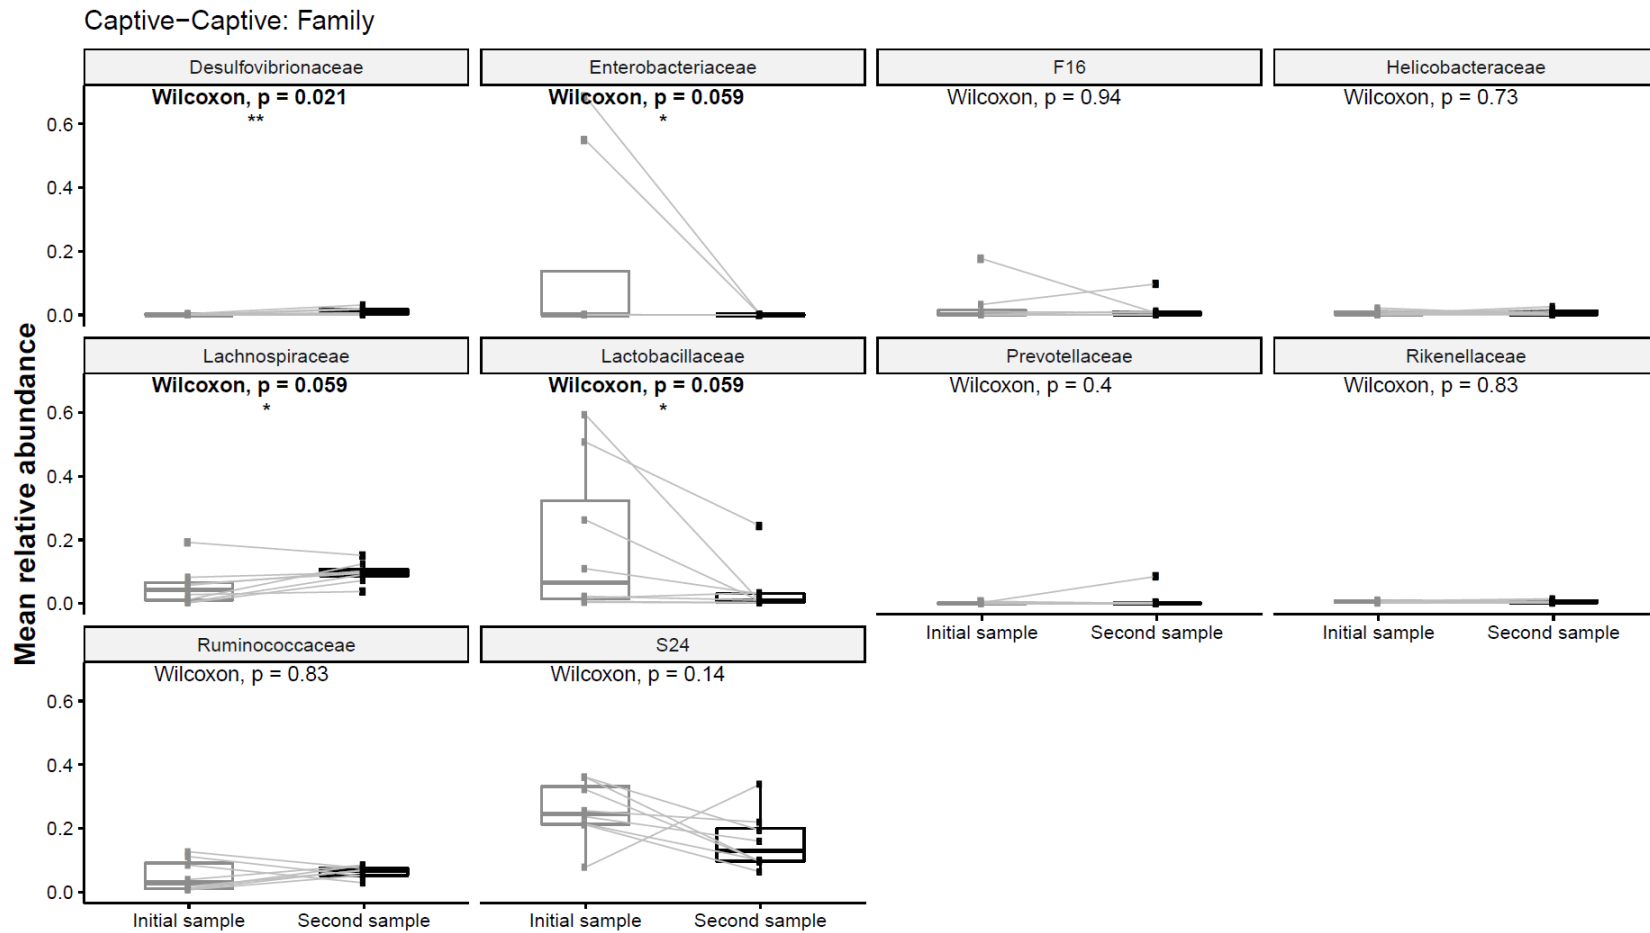 Captive−Captive: Family
Desulfovibrionaceae
Enterobacteriaceae
F16
Helicobacteraceae
Wilcoxon, p = 0.021
**
Wilcoxon, p = 0.059
*
Wilcoxon, p = 0.94
Wilcoxon, p = 0.73
0.6
0.4
0.2
0.0
Mean relative abundance
Lachnospiraceae
Lactobacillaceae
Prevotellaceae
Rikenellaceae
Wilcoxon, p = 0.059
*
Wilcoxon, p = 0.059
*
Wilcoxon, p = 0.4
Wilcoxon, p = 0.83
0.6
0.4
0.2
0.0
Initial sample
Second sample
Initial sample
Second sample
Ruminococcaceae
S24
Wilcoxon, p = 0.83
Wilcoxon, p = 0.14
0.6
0.4
0.2
0.0
Initial sample
Second sample
Initial sample
Second sample